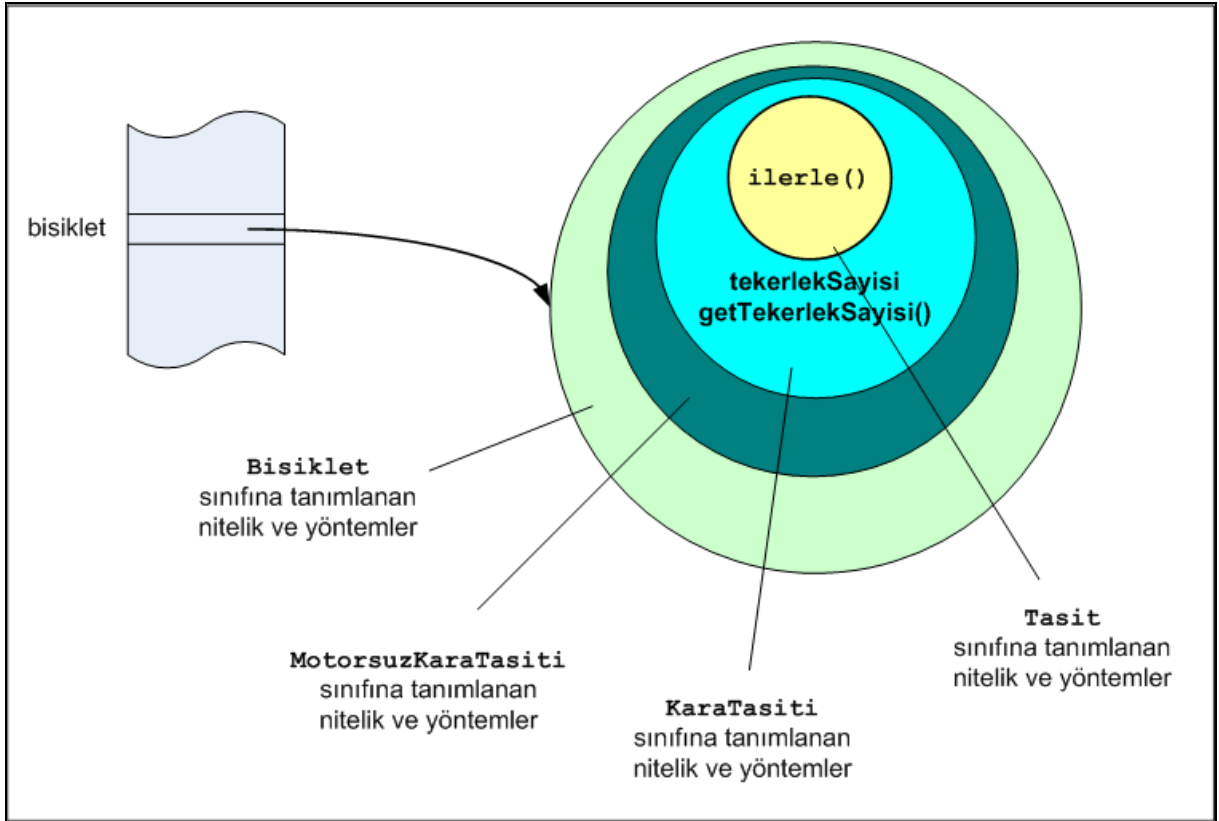 ilerle()
bisiklet
tekerlekSayisi
getTekerlekSayisi()
Bisiklet
sınıfına tanımlanan
nitelik ve yöntemler
MotorsuzKaraTasiti
sınıfına tanımlanan
nitelik ve yöntemler
KaraTasiti
sınıfına tanımlanan
nitelik ve yöntemler
Tasit
sınıfına tanımlanan
nitelik ve yöntemler